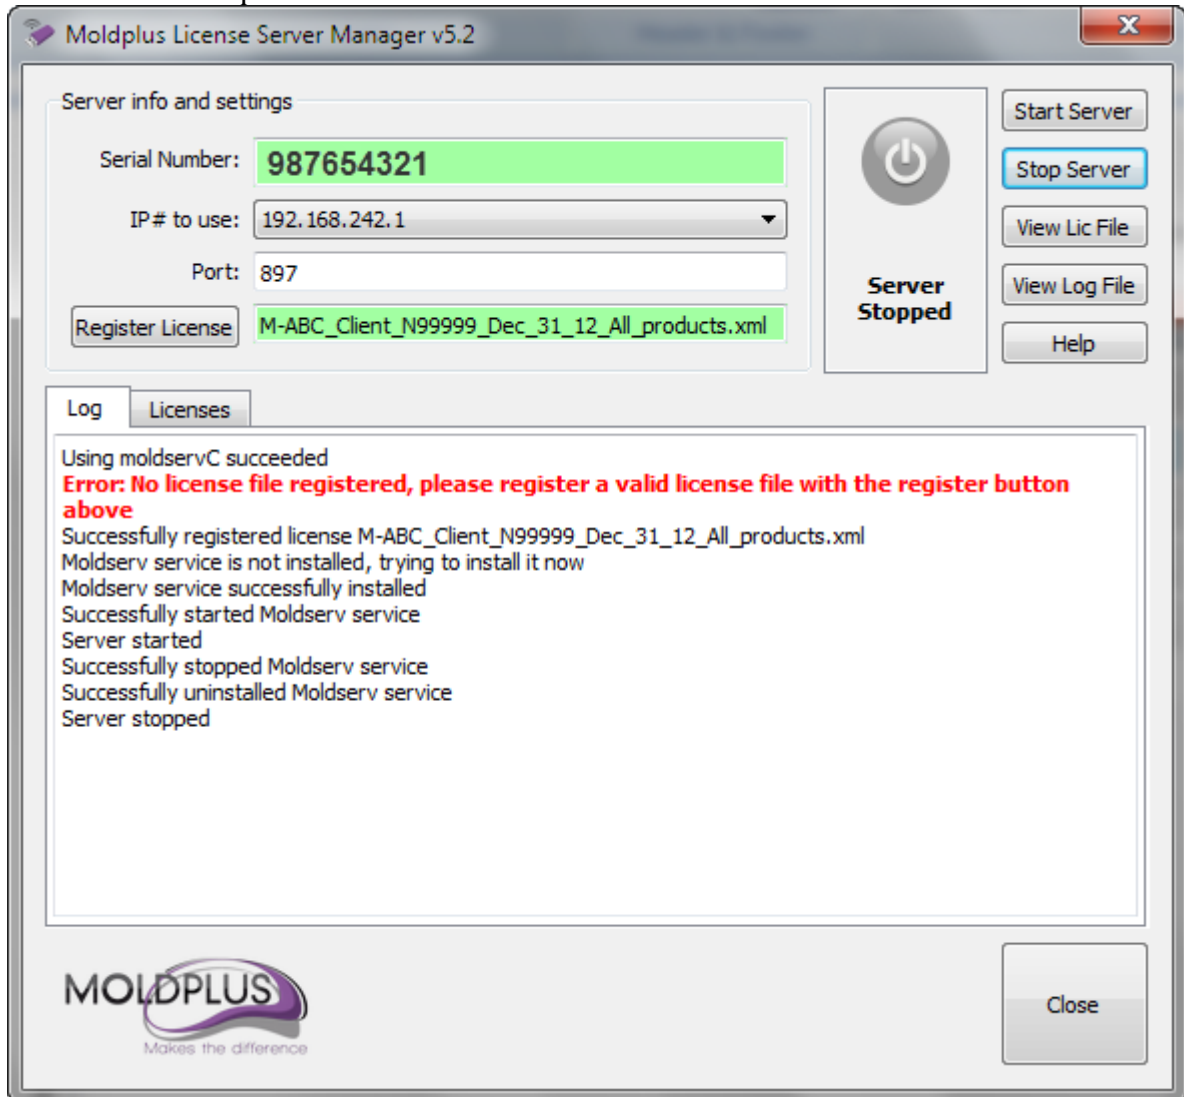 Moldplus License Server Manager v5.2
Server info and settings
Serial Number: 987654321
IP# to use: 192.168.242.1
Port: 897
Register License M-ABC_Client_N99999_Dec_31_12_All_products.xml
Server
Stopped
Start Server
Stop Server
View Lic File
View Log File
Help
Log Licenses
Using moldservC succeeded
Error: No license file registered, please register a valid license file with the register button
above
Successfully registered license M-ABC_Client_N99999_Dec_31_12_All_products.xml
Moldserv service is not installed, trying to install it now
Moldserv service successfully installed
Successfully started Moldserv service
Server started
Successfully stopped Moldserv service
Successfully uninstalled Moldserv service
Server stopped
MOLDPLUS
Makes the difference
Close